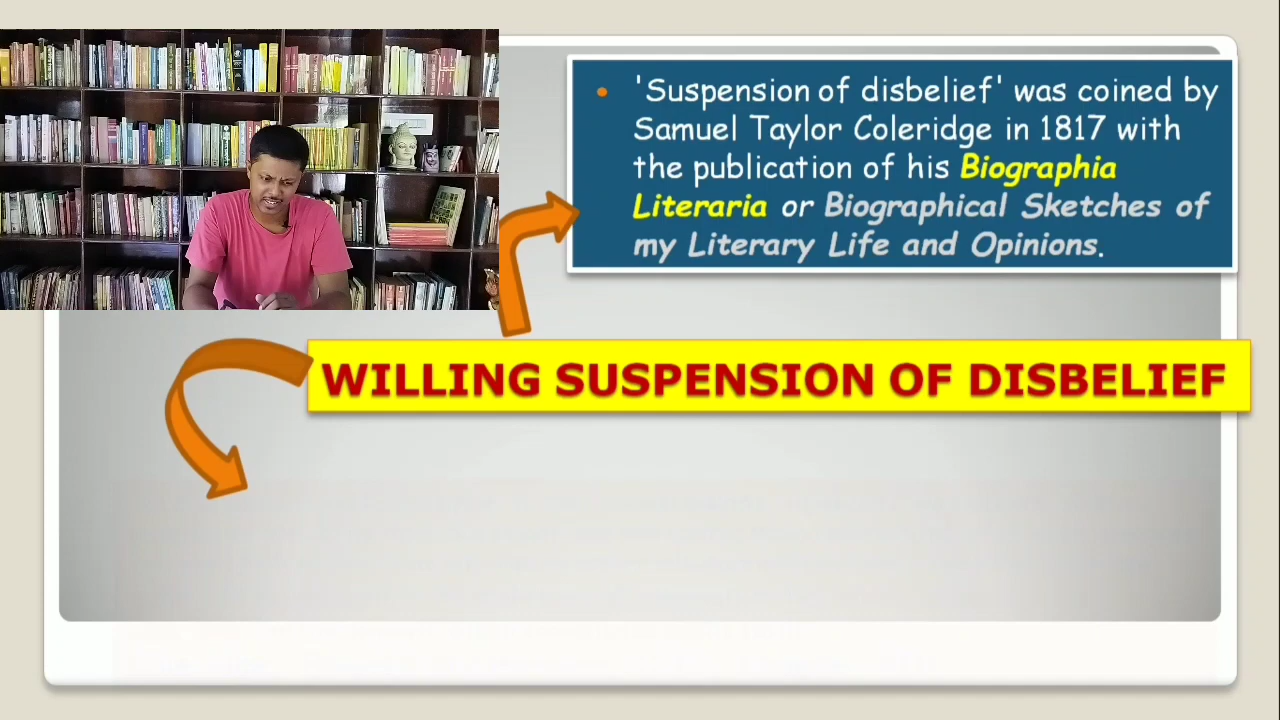 'Suspension of disbelief' was coined by
Samuel Taylor Coleridge in 1817 with
the publication of his Biographia
Literaria or Biographical Sketches of
my Literary Life and Opinions.
WILLING SUSPENSION OF DISBELIEF